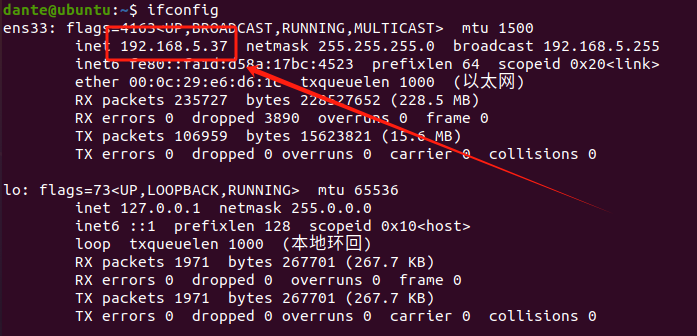 dante@ubuntu:~$ ifconfig
ens33: flags=4163<UP,BROADCAST,RUNNING,MULTICAST> mtu 1500
inet 192.168.5.37 netmask 255.255.255.0 broadcast 192.168.5.255
inet6 prefixlen 64 scopeid 0x20<link>
ether 00:0c:29:e6:d6:1c txqueuelen 1000 (以太网)
RX packets 235727 bytes 228527652 (228.5 MB)
RX errors 0 dropped 3890 overruns 0 frame 0
TX packets 106959 bytes 15623821 (15.6 MB)
TX errors 0 dropped 0 overruns 0 carrier 0 collisions 0
lo: flags=73<UP,LOOPBACK,RUNNING> mtu 65536
inet 127.0.0.1 netmask 255.0.0.0
inet6 ::1 prefixlen 128 scopeid 0x10<host>
loop txqueuelen 1000 (本地环回)
RX packets 1971 bytes 267701 (267.7 KB)
RX errors 0 dropped 0 overruns 0 frame 0
TX packets 1971 bytes 267701 (267.7 KB)
TX errors 0 dropped 0 overruns 0 carrier 0 collisions 0